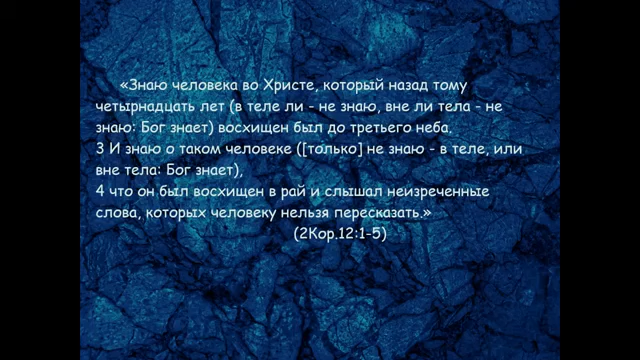 «Знаю человека во Христе, который назад тому
четырнадцать лет (в теле ли - не знаю, вне ли тела - не
знаю: Бог знает) восхищен был до третьего неба.
3 И знаю о таком человеке ([только] не знаю - в теле, или
вне тела: Бог знает),
4 что он был восхищен в рай и слышал неизреченные
слова, которых человеку нельзя пересказать.»
(2Кор.12:1-5)